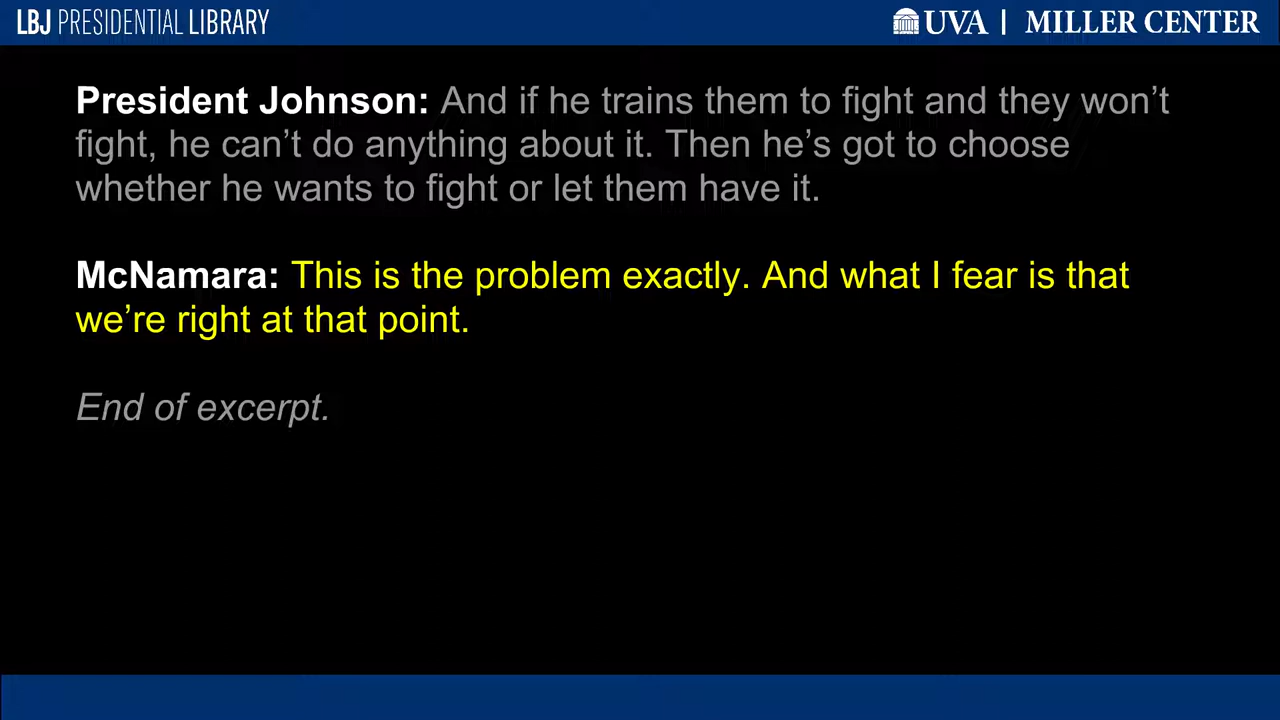 LBJ PRESIDENTIAL LIBRARY
UVA | MILLER CENTER
President Johnson: And if he trains them to fight and they won’t
fight, he can’t do anything about it. Then he’s got to choose
whether he wants to fight or let them have it.
McNamara: This is the problem exactly. And what I fear is that
we’re right at that point.
End of excerpt.